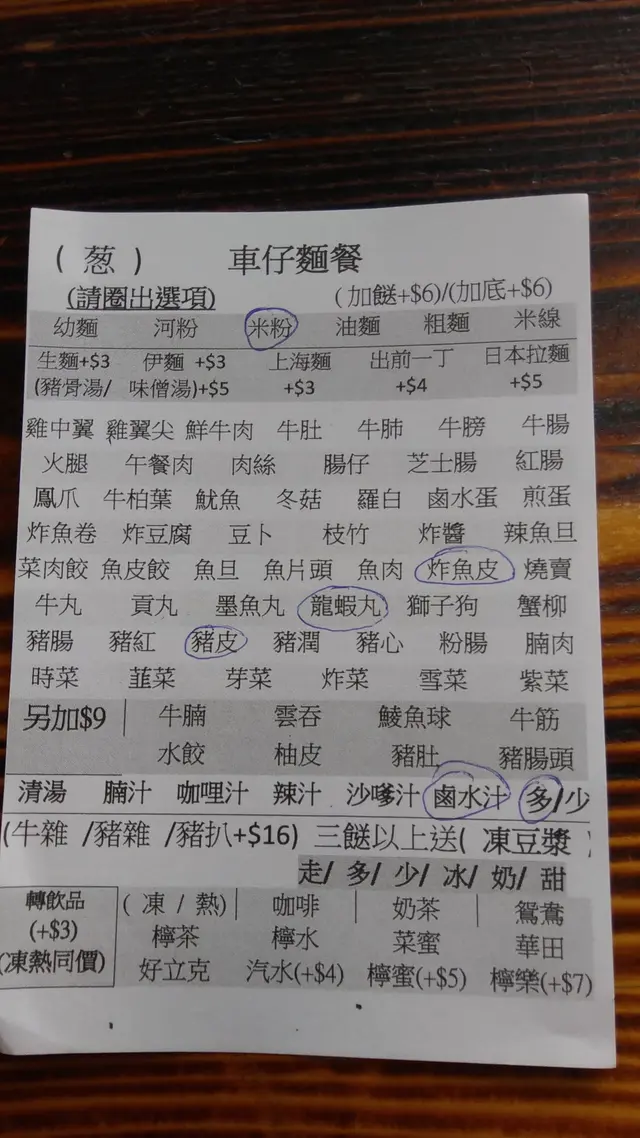 ( 葱 ) 車仔麵餐
(請圈出選項) (加餸+$6)/(加底+$6)
幼麵 河粉 米粉 油麵 粗麵 米線
生麵+$3 伊麵 +$3 上海麵 出前一丁 日本拉麵
(豬骨湯/ 味僧湯)+$5 +$3 +$4 +$5
雞中翼 雞翼尖 鮮牛肉 牛肚 牛肺 牛膀 牛腸
火腿 午餐肉 肉絲 腸仔 芝士腸 紅腸
鳳爪 牛柏葉 魷魚 冬菇 羅白 鹵水蛋 煎蛋
炸魚卷 炸豆腐 豆卜 枝竹 炸醬 辣魚旦
菜肉餃 魚皮餃 魚旦 魚片頭 魚肉 炸魚皮 燒賣
牛丸 貢丸 墨魚丸 龍蝦丸 獅子狗 蟹柳
豬腸 豬紅 豬皮 豬潤 豬心 粉腸 腩肉
時菜 韮菜 芽菜 炸菜 雪菜 紫菜
另加$9 牛腩 雲吞 鯪魚球 牛筋
水餃 柚皮 豬肚 豬腸頭
清湯 腩汁 咖喱汁 辣汁 沙嗲汁 鹵水汁 多/少
(牛雜 /豬雜 /豬扒+$16) 三餸以上送( 凍豆漿 )
走/ 多/ 少/ 冰/ 奶/ 甜
轉飲品 ( 凍 / 熱) 咖啡 奶茶 鴛鴦
(+$3) 檸茶 檸水 菜蜜 華田
(凍熱同價) 好立克 汽水(+$4) 檸蜜(+$5) 檸樂(+$7)